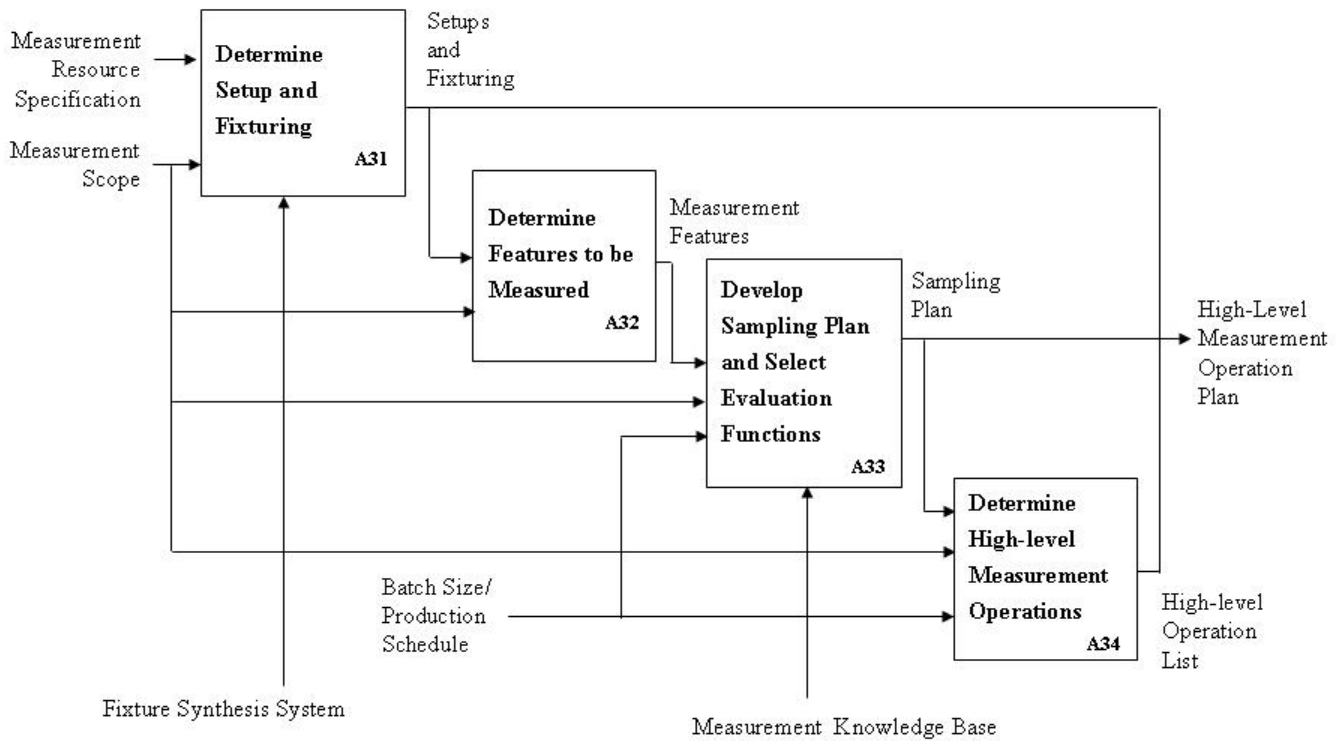 Measurement
Resource
Specification
Measurement
Scope
Determine
Setup and
Fixturing
A31
Setups
and
Fixturing
Determine
Features to be
Measured
A32
Measurement
Features
Develop
Sampling Plan
and Select
Evaluation
Functions
A33
Sampling
Plan
High-Level
Measurement
Operation
Plan
Determine
High-level
Measurement
Operations
A34
Batch Size/
Production
Schedule
High-level
Operation
List
Fixture Synthesis System
Measurement Knowledge Base